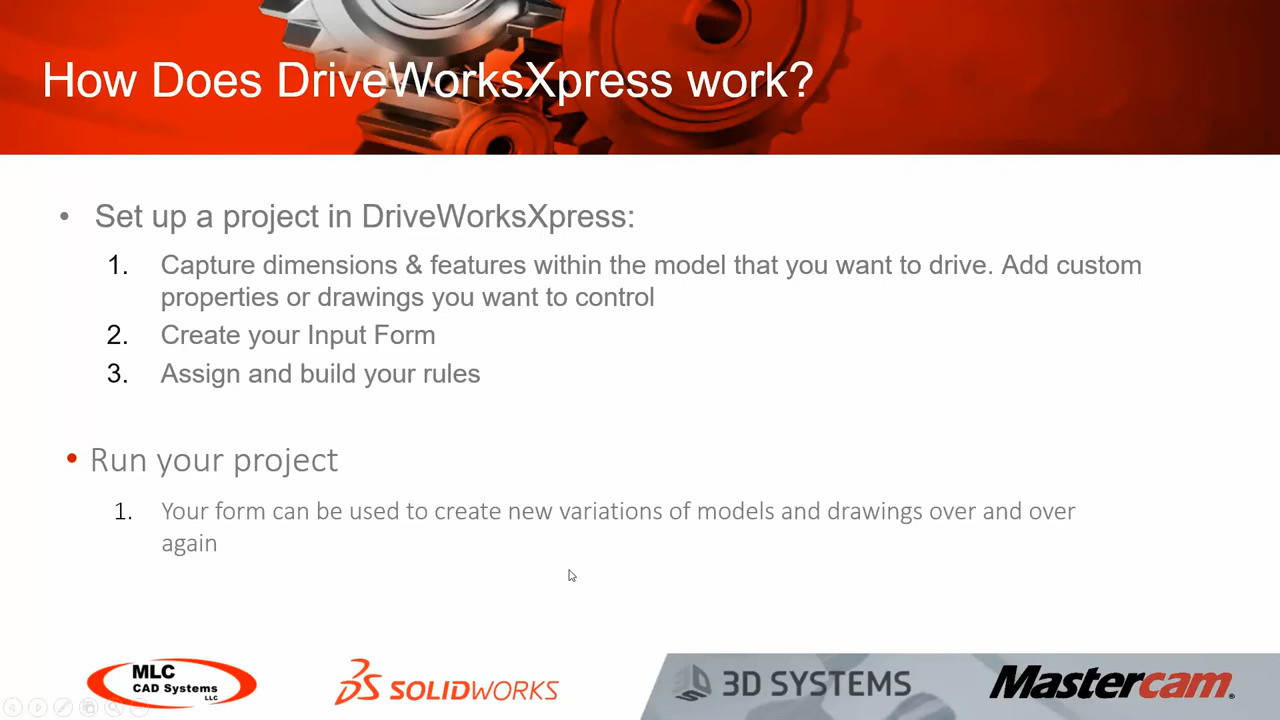 How Does DriveWorksXpress work?
• Set up a project in DriveWorksXpress:
1. Capture dimensions & features within the model that you want to drive. Add custom
properties or drawings you want to control
2. Create your Input Form
3. Assign and build your rules
• Run your project
1. Your form can be used to create new variations of models and drawings over and over
again
MLC
CAD Systems
LLC
SOLIDWORKS
3D SYSTEMS
Mastercam®